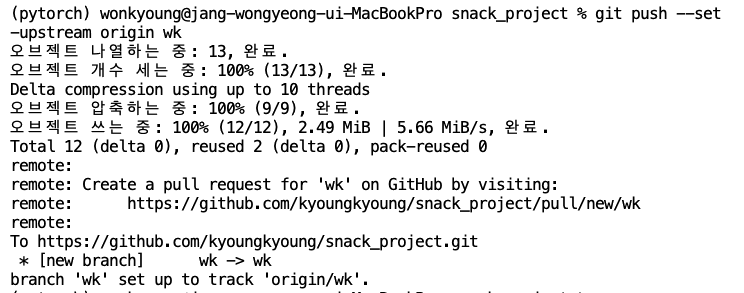 (pytorch) wonkyoung@jang-wongyeong-ui-MacBookPro snack_project % git push --set
-upstream origin wk
오브젝트 나열하는 중: 13, 완료.
오브젝트 개수 세는 중: 100% (13/13), 완료.
Delta compression using up to 10 threads
오브젝트 압축하는 중: 100% (9/9), 완료.
오브젝트 쓰는 중: 100% (12/12), 2.49 MiB | 5.66 MiB/s, 완료.
Total 12 (delta 0), reused 2 (delta 0), pack-reused 0
remote:
remote: Create a pull request for 'wk' on GitHub by visiting:
remote:      https://github.com/kyoungkyoung/snack_project/pull/new/wk
remote:
To https://github.com/kyoungkyoung/snack_project.git
 * [new branch]      wk -> wk
branch 'wk' set up to track 'origin/wk'.